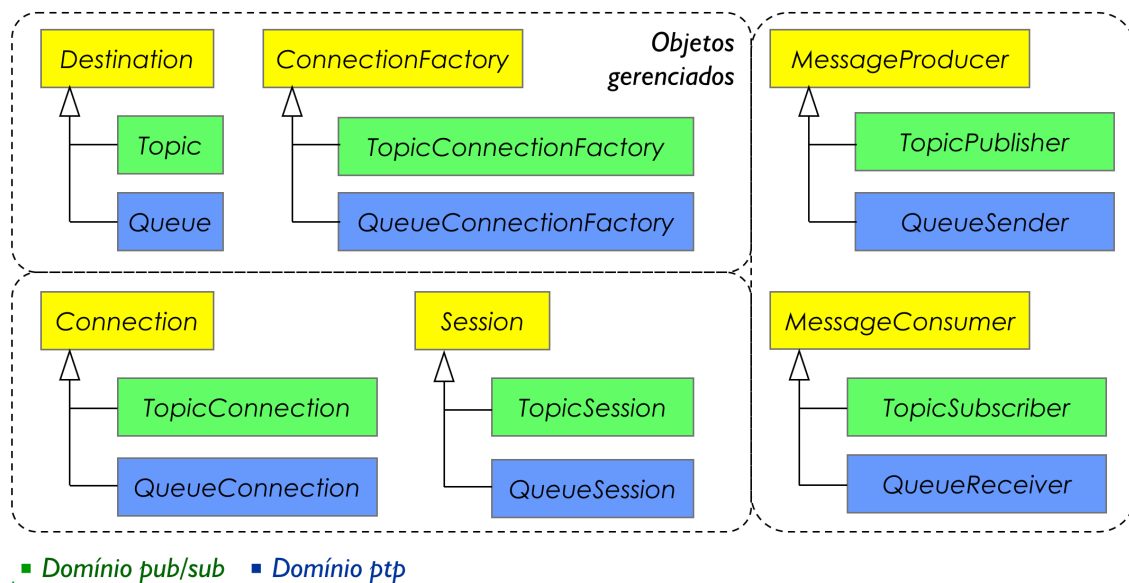 Destination
Topic
Queue
ConnectionFactory
TopicConnectionFactory
QueueConnectionFactory
Objetos
gerenciados
MessageProducer
TopicPublisher
QueueSender
Connection
TopicConnection
QueueConnection
Session
TopicSession
QueueSession
MessageConsumer
TopicSubscriber
QueueReceiver
Domínio pub/sub
Domínio ptp